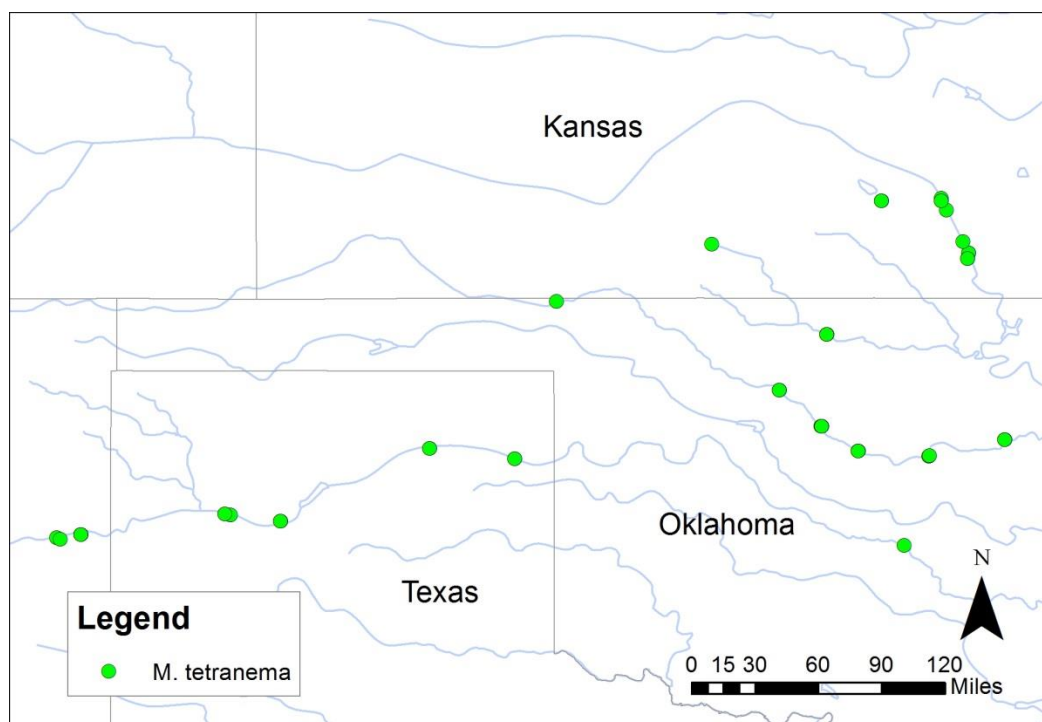 Kansas
Oklahoma
Texas
N
Legend
M. tetranema
0 15 30 60 90 120
Miles